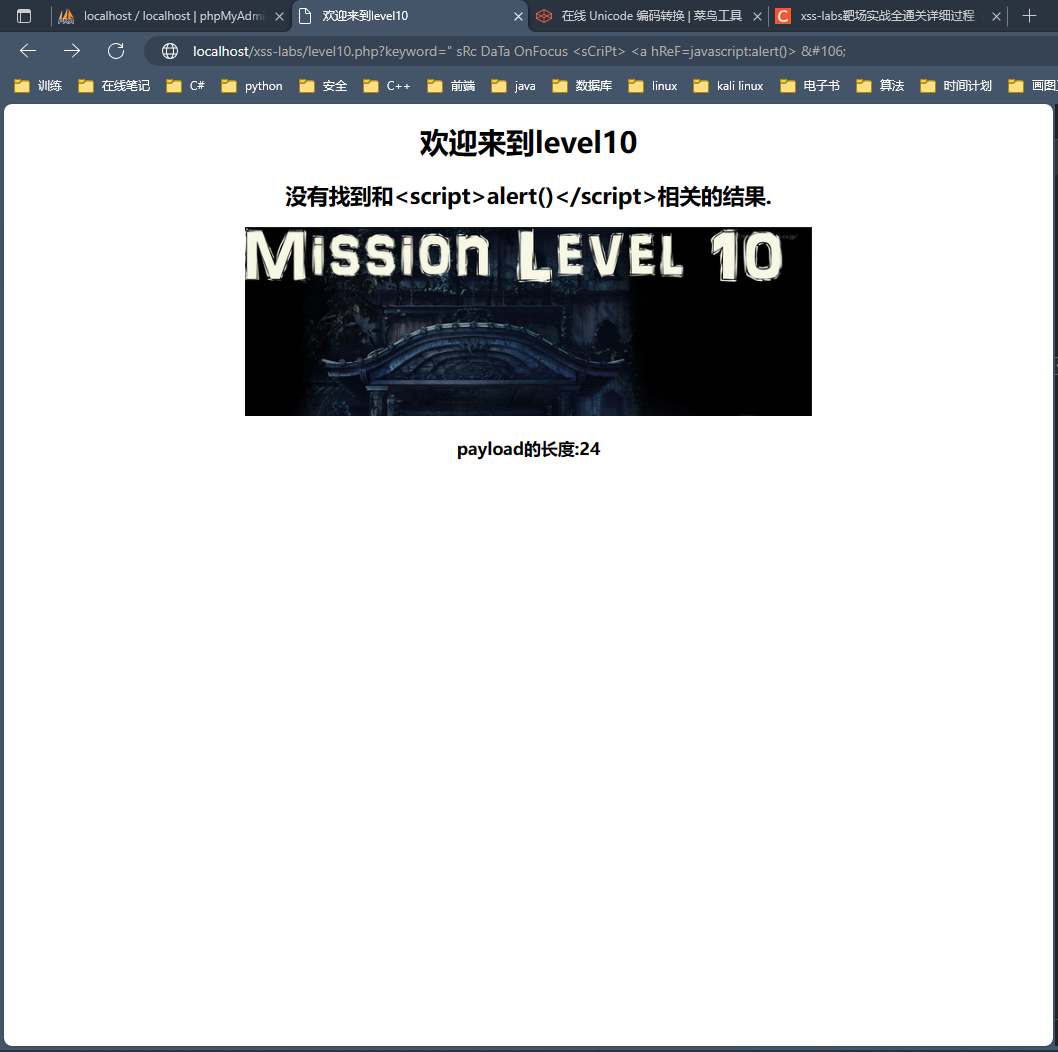 localhost / localhost | phpMyAdmi
欢迎来到level10
在线 Unicode 编码转换 | 菜鸟工具
xss-labs靶场实战全通关详细过程
localhost/xss-labs/level10.php?keyword=" sRc DaTa OnFocus <sCriPt> <a hReF=javascript:alert()> &#106;
训练 在线笔记 C# python 安全 C++ 前端 java 数据库 linux kali linux 电子书 算法 时间计划 画图
欢迎来到level10
没有找到和<script>alert()</script>相关的结果.
Mission Level 10
payload的长度:24